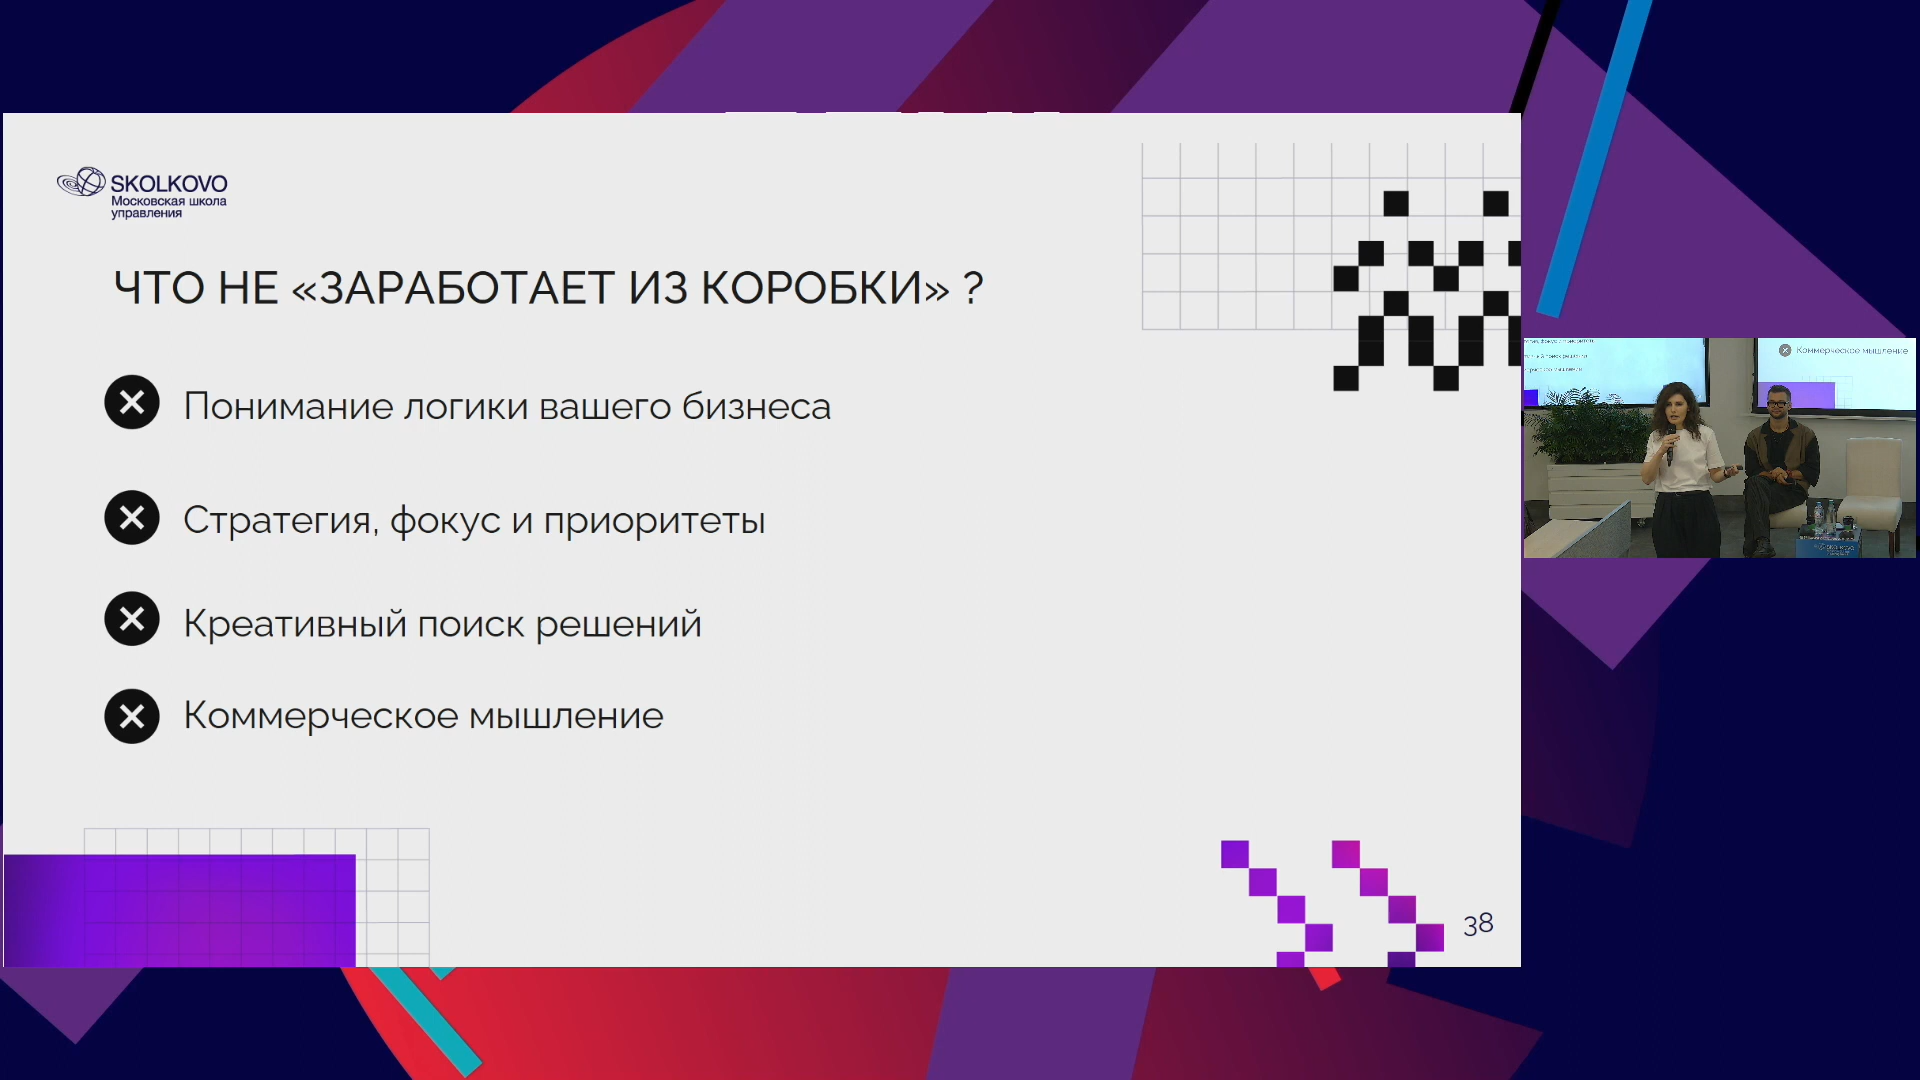 SKOLKOVO
Московская школа
управления
ЧТО НЕ «ЗАРАБОТАЕТ ИЗ КОРОБКИ» ?
Понимание логики вашего бизнеса
Стратегия, фокус и приоритеты
Креативный поиск решений
Коммерческое мышление
38
Коммерческое мышление
SKOLKOVO